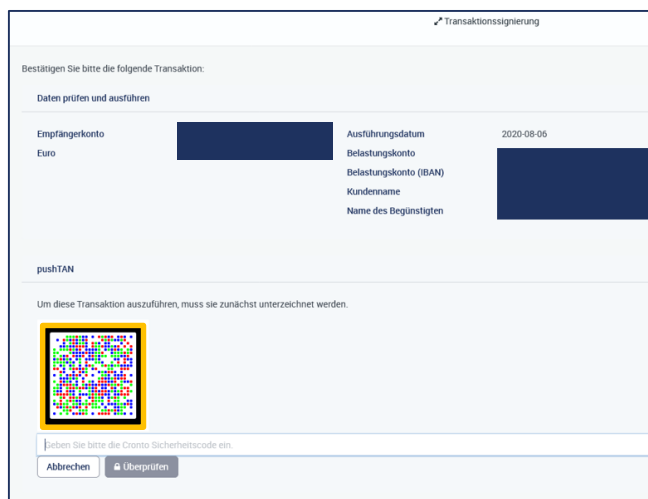 Transaktionssignierung
Bestätigen Sie bitte die folgende Transaktion:
Daten prüfen und ausführen
Empfängerkonto
Euro
Ausführungsdatum 2020-08-06
Belastungskonto
Belastungskonto (IBAN)
Kundenname
Name des Begünstigten
pushTAN
Um diese Transaktion auszuführen, muss sie zunächst unterzeichnet werden.
Geben Sie bitte die Cronto Sicherheitscode ein.
Abbrechen Überprüfen